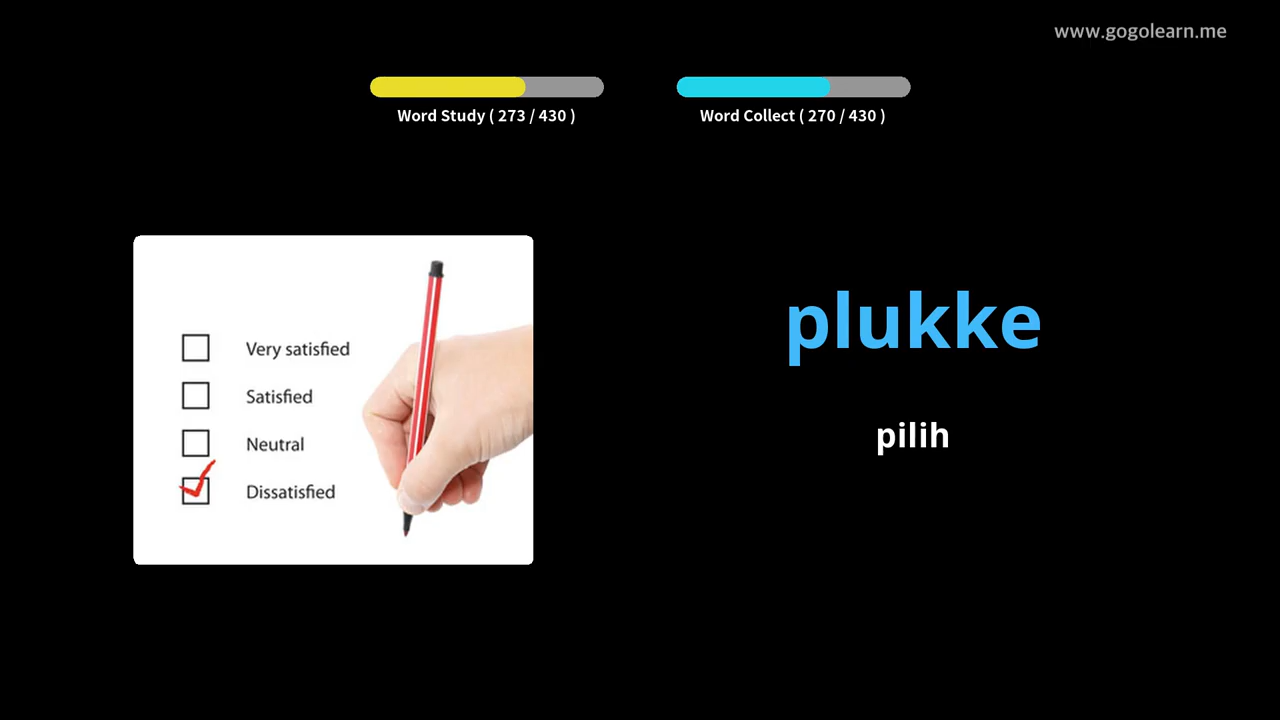 www.gogolearn.me
Word Study ( 273 / 430 )
Word Collect ( 270 / 430 )
Very satisfied
Satisfied
Neutral
Dissatisfied
plukke
pilih